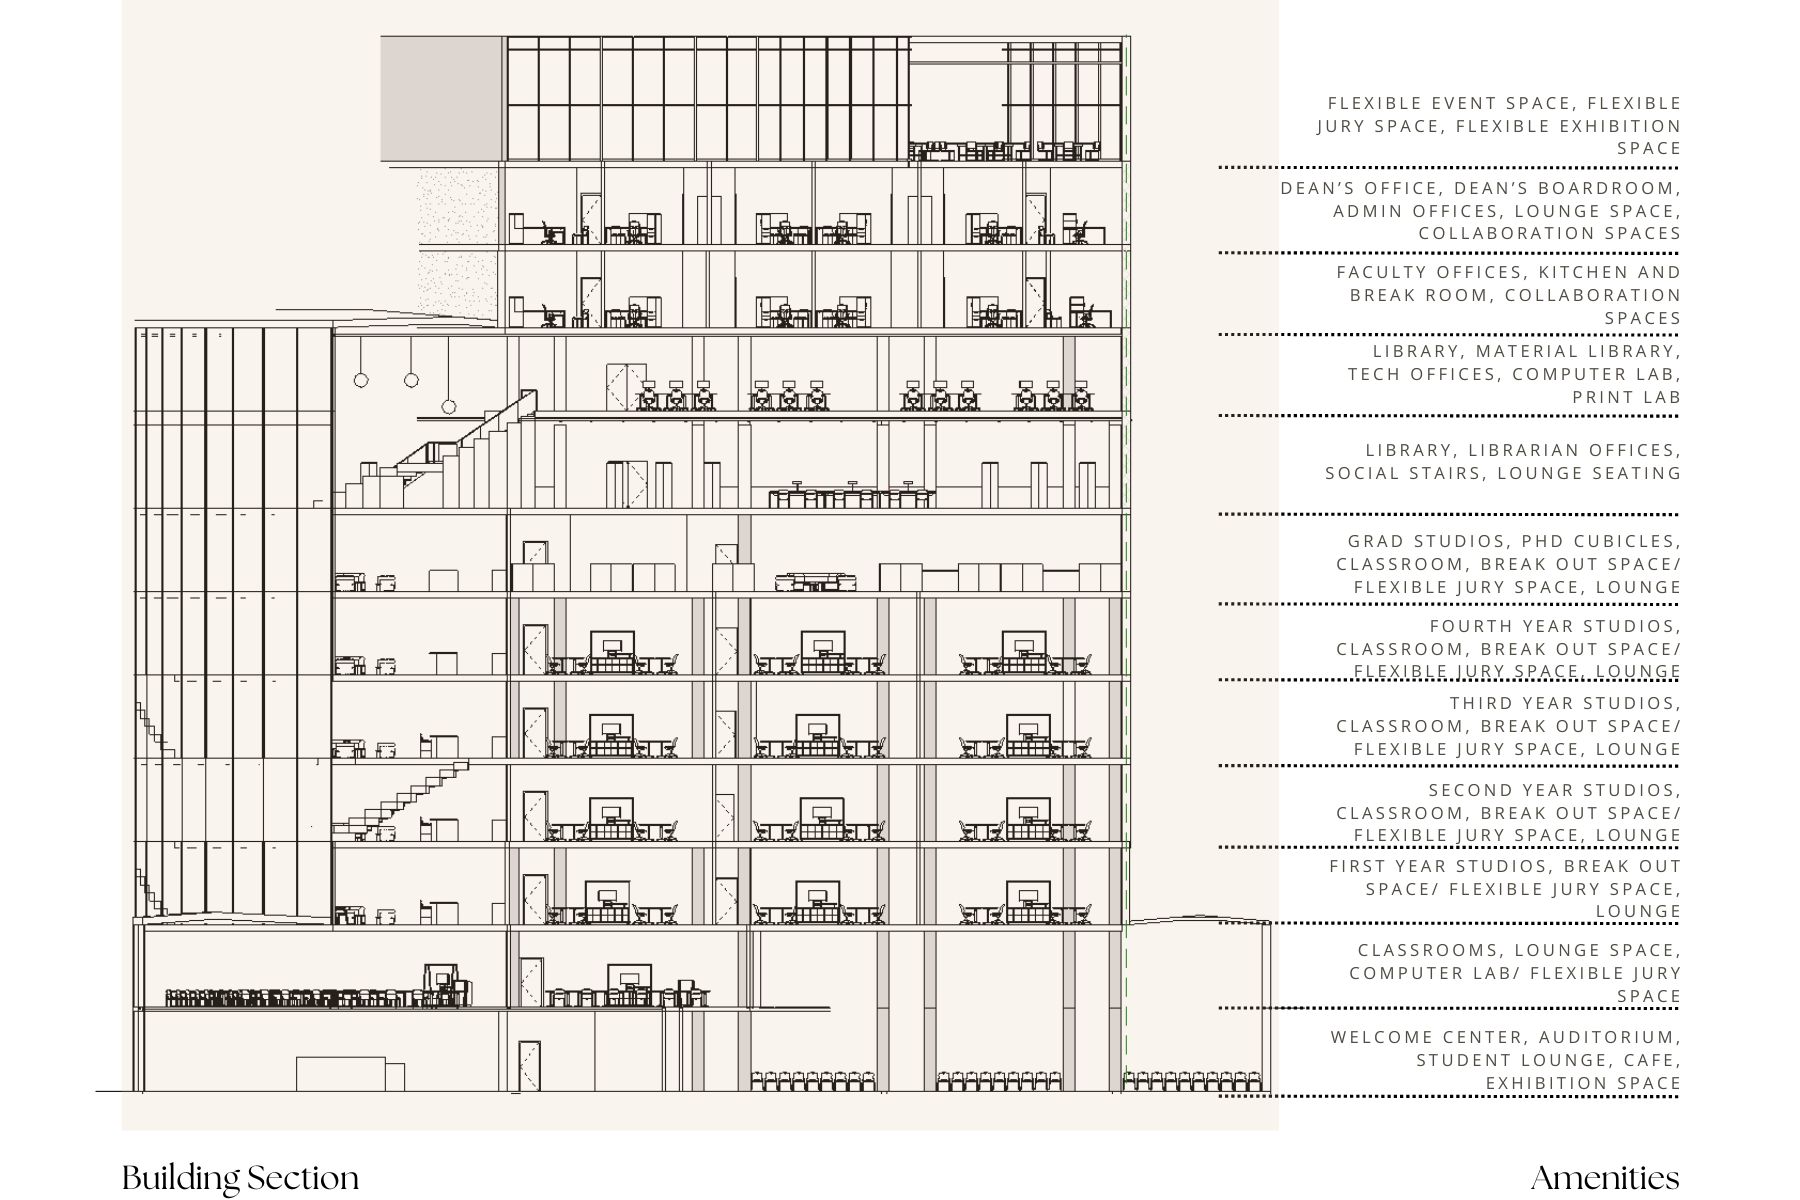 FLEXIBLE EVENT SPACE, FLEXIBLE
JURY SPACE, FLEXIBLE EXHIBITION
SPACE
DEAN’S OFFICE, DEAN’S BOARDROOM,
ADMIN OFFICES, LOUNGE SPACE,
COLLABORATION SPACES
FACULTY OFFICES, KITCHEN AND
BREAK ROOM, COLLABORATION
SPACES
LIBRARY, MATERIAL LIBRARY,
TECH OFFICES, COMPUTER LAB,
PRINT LAB
LIBRARY, LIBRARIAN OFFICES,
SOCIAL STAIRS, LOUNGE SEATING
GRAD STUDIOS, PHD CUBICLES,
CLASSROOM, BREAK OUT SPACE/
FLEXIBLE JURY SPACE, LOUNGE
FOURTH YEAR STUDIOS,
CLASSROOM, BREAK OUT SPACE/
FLEXIBLE JURY SPACE, LOUNGE
THIRD YEAR STUDIOS,
CLASSROOM, BREAK OUT SPACE/
FLEXIBLE JURY SPACE, LOUNGE
SECOND YEAR STUDIOS,
CLASSROOM, BREAK OUT SPACE/
FLEXIBLE JURY SPACE, LOUNGE
FIRST YEAR STUDIOS, BREAK OUT
SPACE/ FLEXIBLE JURY SPACE,
LOUNGE
CLASSROOMS, LOUNGE SPACE,
COMPUTER LAB/ FLEXIBLE JURY
SPACE
WELCOME CENTER, AUDITORIUM,
STUDENT LOUNGE, CAFE,
EXHIBITION SPACE
Building Section
Amenities